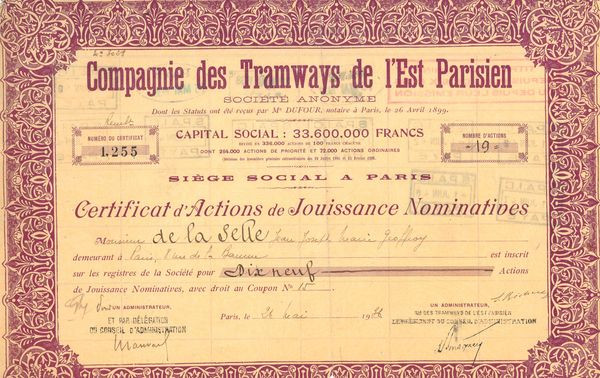 Compagnie des Tramways de l'Est Parisien
SOCIÉTÉ ANONYME
Dont les Statuts ont été reçus par Me DUFOUR, notaire à Paris, le 26 Avril 1899.
NUMÉRO DU CERTIFICAT
1.255
CAPITAL SOCIAL : 33.600.000 FRANCS
DIVISÉ EN 336.000 ACTIONS DE 100 FRANCS CHACUNE
DONT 264.000 ACTIONS DE PRIORITÉ ET 72.000 ACTIONS ORDINAIRES
NOMBRE D'ACTIONS
-19-
SIÈGE SOCIAL A PARIS
Certificat d'Actions de Jouissance Nominatives
Monsieur de la Selle Jean Joseph Marie Geoffroy
demeurant à Paris, rue de la est inscrit
sur les registres de la Société pour Dix neuf Actions
de Jouissance Nominatives, avec droit au Coupon No 15
Paris, le Mai 19
UN ADMINISTRATEUR,
ET PAR DÉLÉGATION
DU CONSEIL D'ADMINISTRATION
UN ADMINISTRATEUR,
DES TRAMWAYS DE L'EST PARISIEN
DU CONSEIL D'ADMINISTRATION